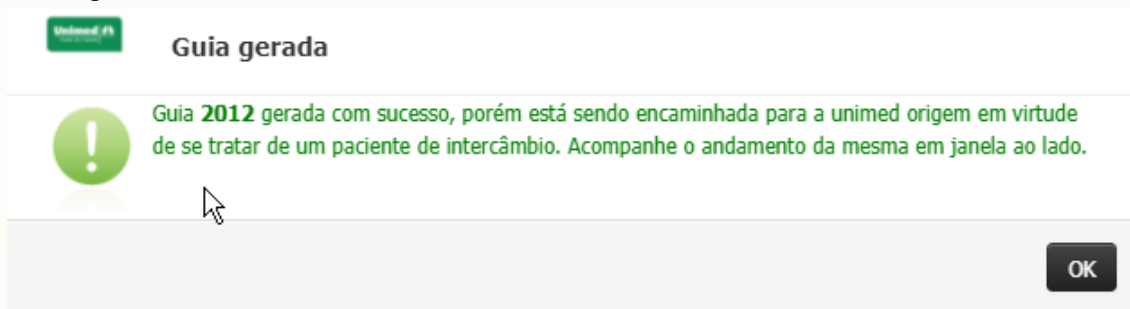 Unimed
Guia gerada
Guia 2012 gerada com sucesso, porém está sendo encaminhada para a unimed origem em virtude
de se tratar de um paciente de intercâmbio. Acompanhe o andamento da mesma em janela ao lado.
OK